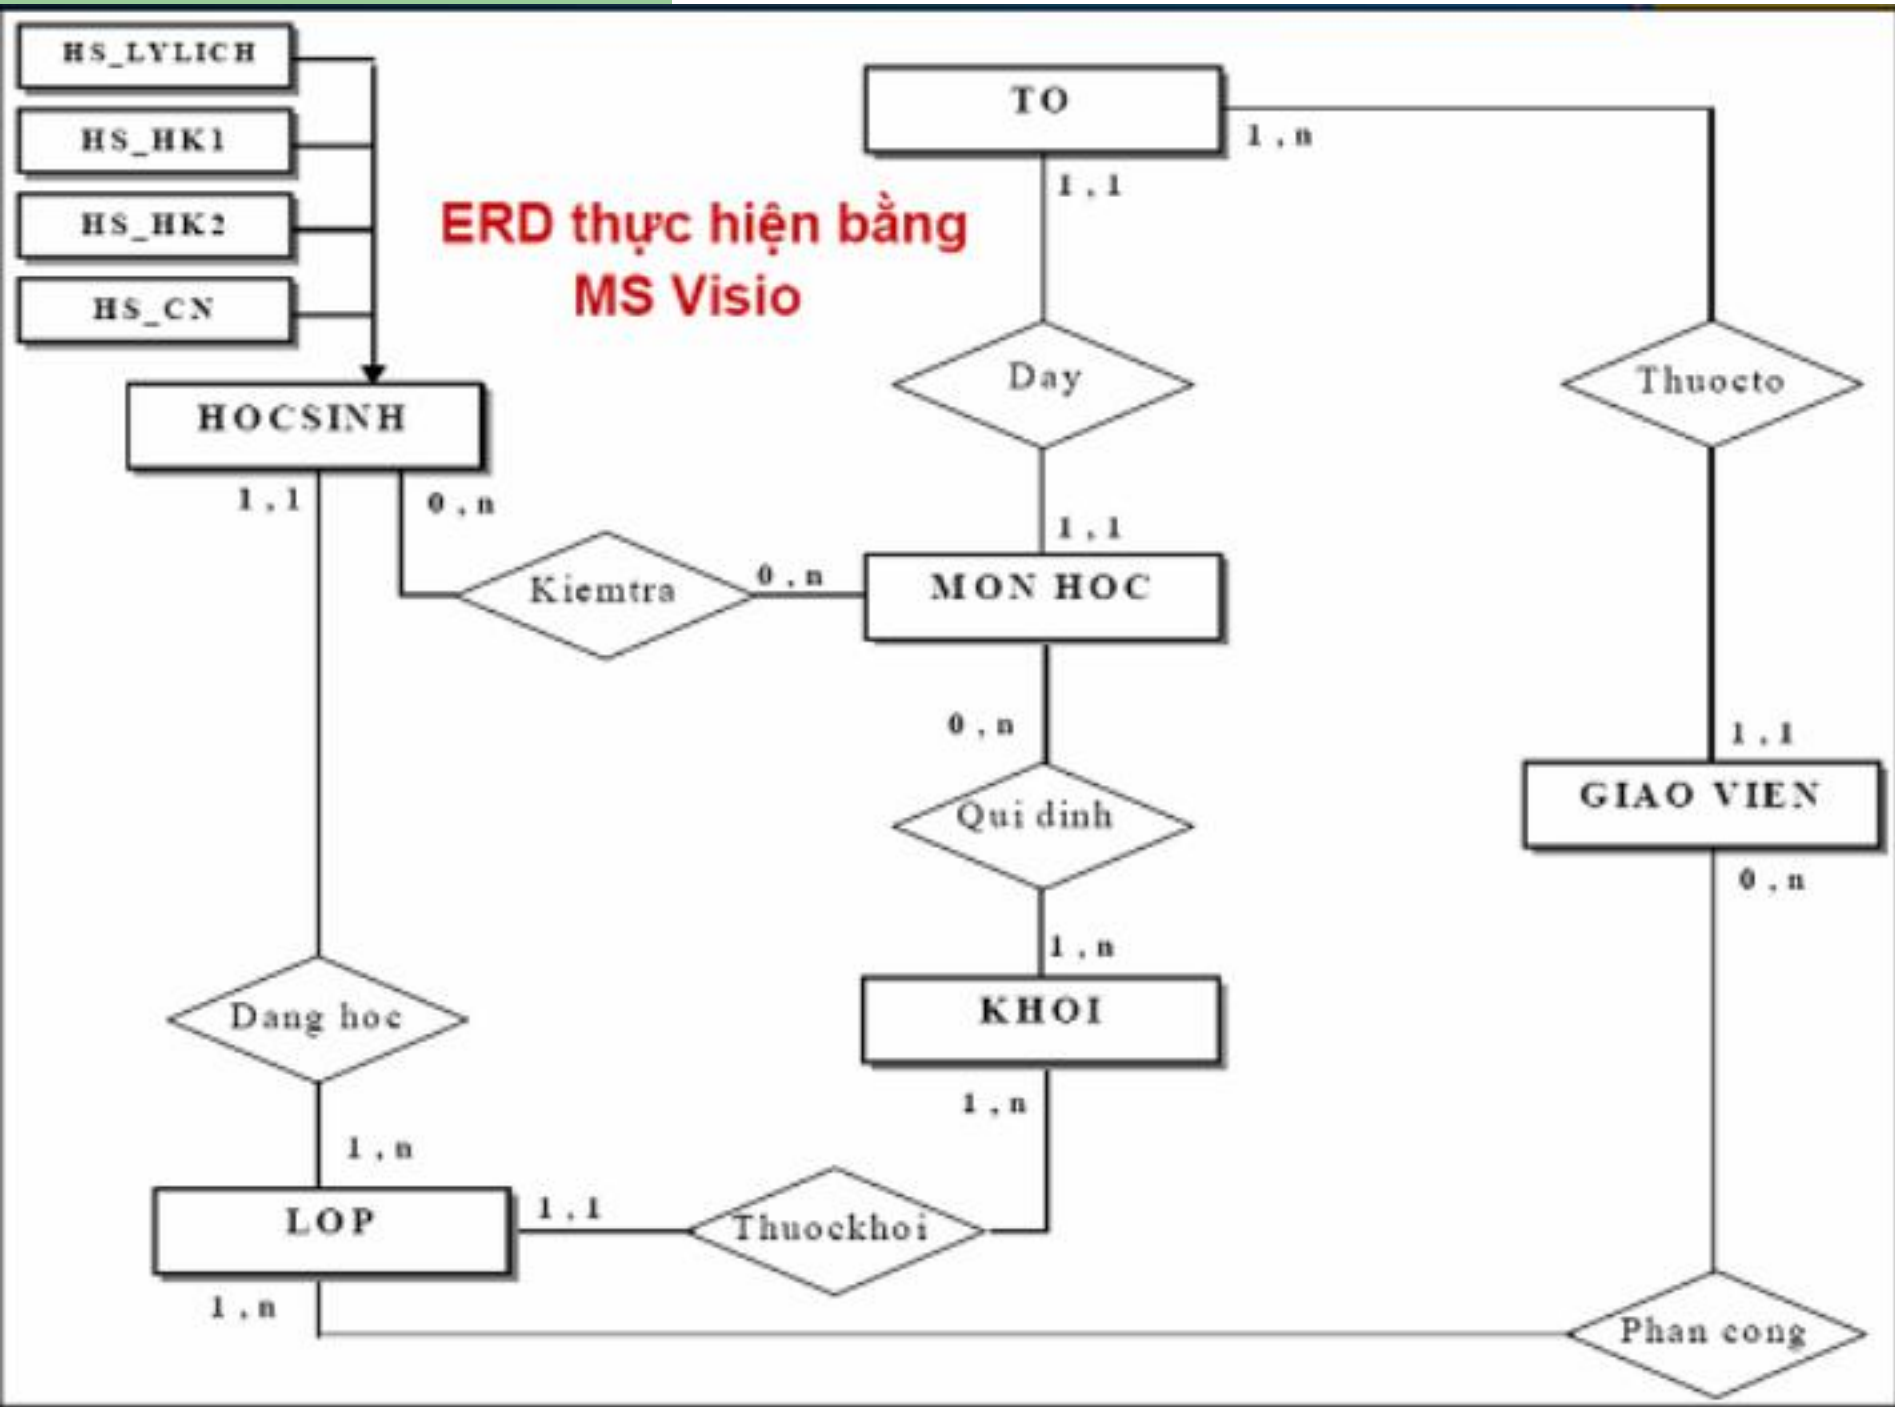 HS_LYLICH
HS_HK1
HS_HK2
HS_CN
ERD thực hiện bằng
MS Visio
TO
1,n
1,1
Day
Thuocto
HOCSINH
1,1
0,n
Kiemtra
0,n
1,1
MON HOC
0,n
1,1
GIAO VIEN
0,n
Qui dinh
1,n
KHOI
1,n
Dang hoc
1,n
LOP
1,1
Thuockhoi
1,n
Phan cong